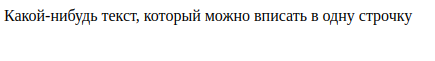 Какой-нибудь текст, который можно вписать в одну строчку